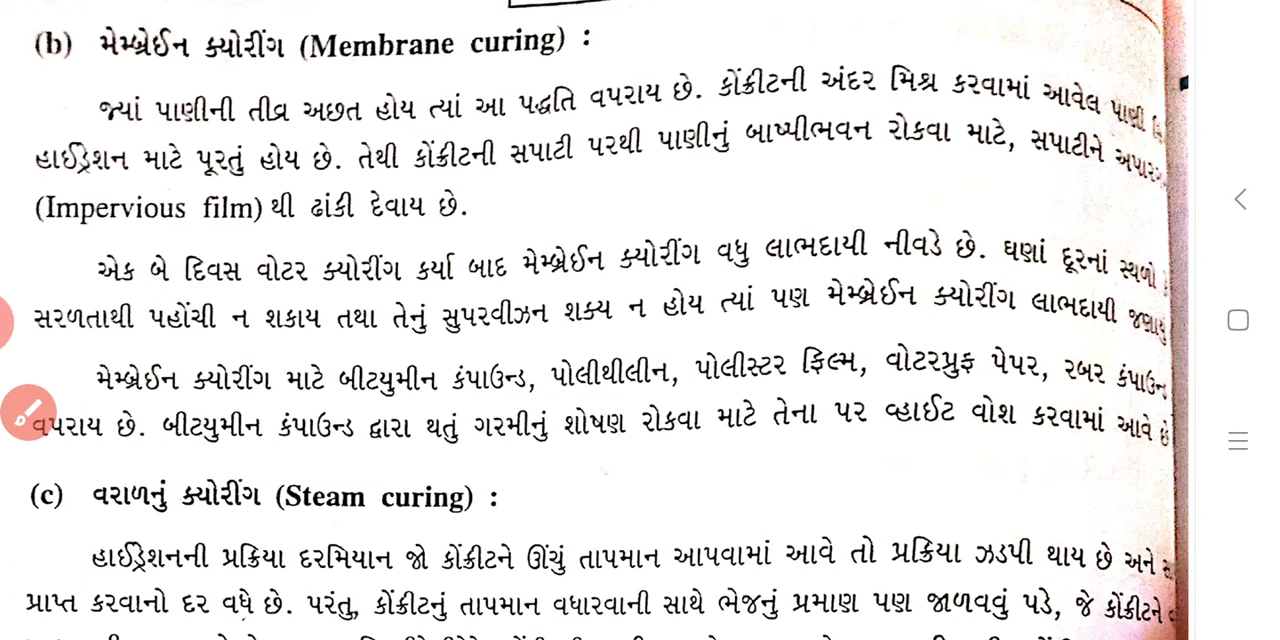 (b) મેમ્બ્રેઈન ક્યોરીંગ (Membrane curing) :
જ્યાં પાણીની તીવ્ર અછત હોય ત્યાં આ પદ્ધતિ વપરાય છે. કોંક્રીટની અંદર મિશ્ર કરવામાં આવેલ પાણી
હાઈડ્રેશન માટે પૂરતું હોય છે. તેથી કોંક્રીટની સપાટી પરથી પાણીનું બાષ્પીભવન રોકવા માટે, સપાટીને
(Impervious film) થી ઢાંકી દેવાય છે.
એક બે દિવસ વોટર ક્યોરીંગ કર્યા બાદ મેમ્બ્રેઈન ક્યોરીંગ વધુ લાભદાયી નીવડે છે. ઘણાં દૂરનાં સ્થળો
સરળતાથી પહોંચી ન શકાય તથા તેનું સુપરવીઝન શક્ય ન હોય ત્યાં પણ મેમ્બ્રેઈન ક્યોરીંગ લાભદાયી
મેમ્બ્રેઈન ક્યોરીંગ માટે બીટયુમીન કંપાઉન્ડ, પોલીથીલીન, પોલીસ્ટર ફિલ્મ, વોટરપ્રુફ પેપર, રબર
વપરાય છે. બીટયુમીન કંપાઉન્ડ દ્વારા થતું ગરમીનું શોષણ રોકવા માટે તેના પર વ્હાઈટ વોશ કરવામાં આવે છે
(c) વરાળનું ક્યોરીંગ (Steam curing) :
હાઈડ્રેશનની પ્રક્રિયા દરમિયાન જો કોંક્રીટને ઊંચું તાપમાન આપવામાં આવે તો પ્રક્રિયા ઝડપી થાય છે અને
પ્રાપ્ત કરવાનો દર વધે છે. પરંતુ, કોંક્રીટનું તાપમાન વધારવાની સાથે ભેજનું પ્રમાણ પણ જાળવવું પડે, જે કોંક્રીટને